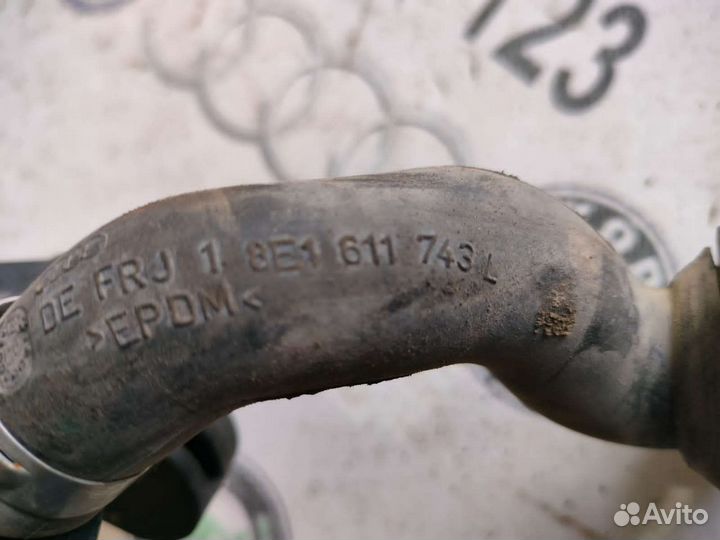 123
DE FRJ 1 8E1 611 743 L
>EPDM<
Avito